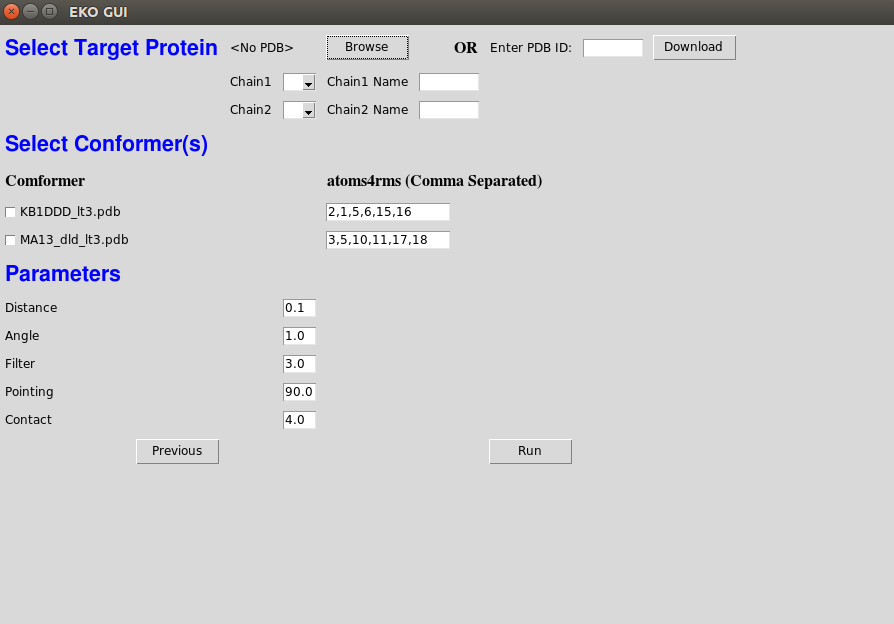 EKO GUI
Select Target Protein <No PDB> Browse OR Enter PDB ID: Download
Chain1 Chain1 Name
Chain2 Chain2 Name
Select Conformer(s)
Comformer atoms4rms (Comma Separated)
KB1DDD_lt3.pdb 2,1,5,6,15,16
MA13_dld_lt3.pdb 3,5,10,11,17,18
Parameters
Distance 0.1
Angle 1.0
Filter 3.0
Pointing 90.0
Contact 4.0
Previous Run